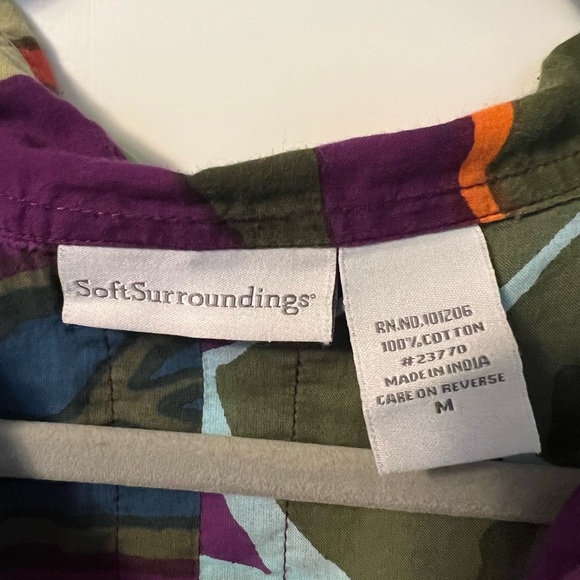 SoftSurroundings®
RN.NO.101206
100%COTTON
#23770
MADE IN INDIA
CARE ON REVERSE
M